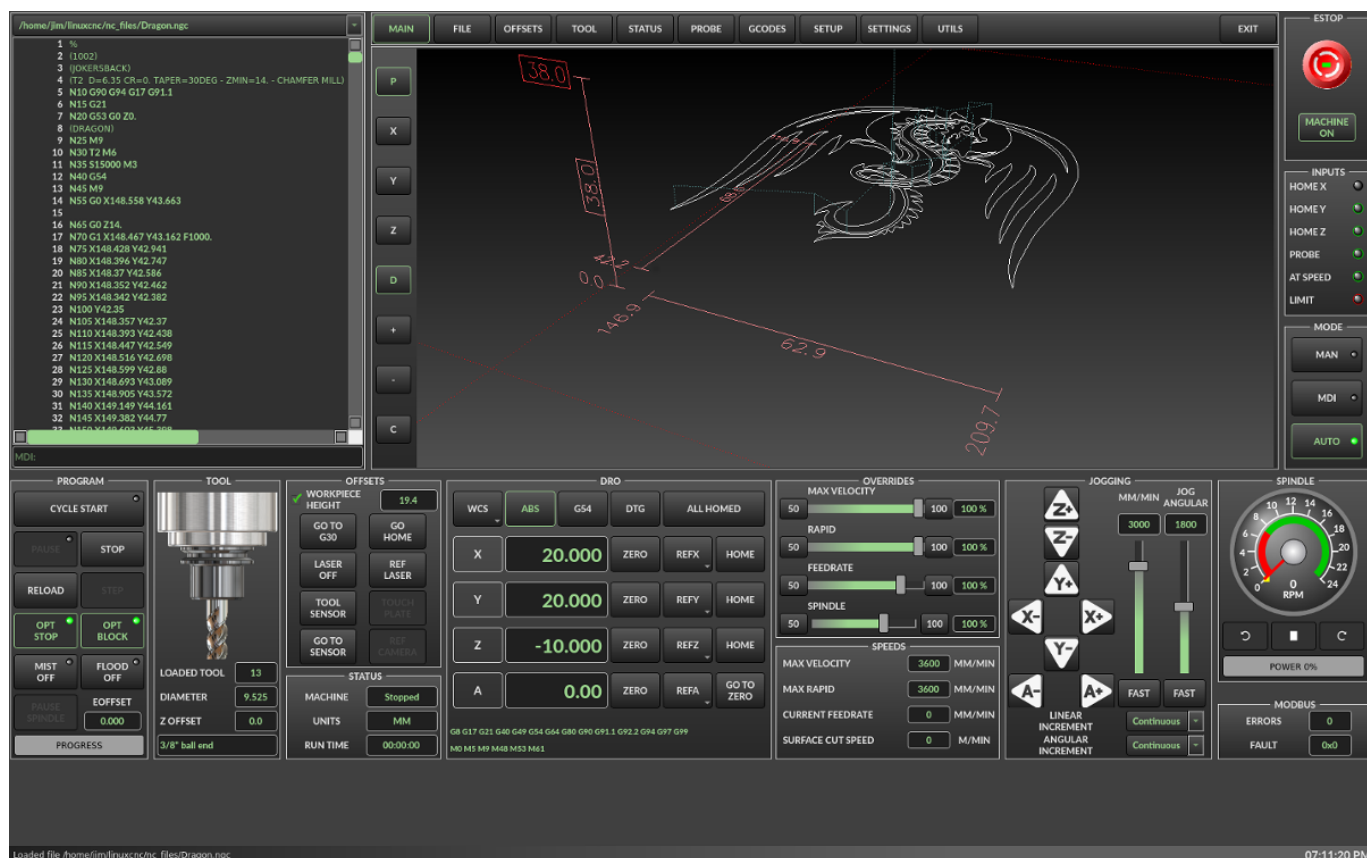 /home/jim/linuxcnc/nc_files/Dragon.ngc
1 %
2 (1002)
3 (JOKERSBACK)
4 (T2 D=6.35 CR=0. TAPER=30DEG - ZMIN=14. - CHAMFER MILL)
5 N10 G90 G94 G17 G91.1
6 N15 G21
7 N20 G53 G0 Z0.
8 (DRAGON)
9 N25 M9
10 N30 T2 M6
11 N35 S15000 M3
12 N40 G54
13 N45 M9
14 N55 G0 X148.558 Y43.663
15
16 N65 G0 Z14.
17 N70 G1 X148.467 Y43.162 F1000.
18 N75 X148.428 Y42.941
19 N80 X148.396 Y42.747
20 N85 X148.37 Y42.586
21 N90 X148.352 Y42.462
22 N95 X148.342 Y42.382
23 N100 Y42.35
24 N105 X148.357 Y42.37
25 N110 X148.393 Y42.438
26 N115 X148.447 Y42.549
27 N120 X148.516 Y42.698
28 N125 X148.599 Y42.88
29 N130 X148.693 Y43.089
30 N135 X148.905 Y43.572
31 N140 X149.149 Y44.161
32 N145 X149.382 Y44.77
MDI:
MAIN FILE OFFSETS TOOL STATUS PROBE GCODES SETUP SETTINGS UTILS EXIT
P
X
Y
Z
D
+
-
C
38.0
38.0
68.8
42.2
0.0
146.9
62.9
209.7
ESTOP
MACHINE
ON
INPUTS
HOME X
HOME Y
HOME Z
PROBE
AT SPEED
LIMIT
MODE
MAN
MDI
AUTO
PROGRAM
CYCLE START
PAUSE STOP
RELOAD STEP
OPT
STOP
OPT
BLOCK
MIST
OFF
FLOOD
OFF
PAUSE
SPINDLE
EOFFSET
0.000
PROGRESS
TOOL
LOADED TOOL 13
DIAMETER 9.525
Z OFFSET 0.0
3/8" ball end
OFFSETS
WORKPIECE
HEIGHT
19.4
GO TO
G30
GO
HOME
LASER
OFF
REF
LASER
TOOL
SENSOR
TOUCH
PLATE
GO TO
SENSOR
REF
CAMERA
STATUS
MACHINE Stopped
UNITS MM
RUN TIME 00:00:00
DRO
WCS ABS G54 DTG ALL HOMED
X 20.000 ZERO REFX HOME
Y 20.000 ZERO REFY HOME
Z -10.000 ZERO REFZ HOME
A 0.00 ZERO REFA GO TO
ZERO
G8 G17 G21 G40 G49 G54 G64 G80 G90 G91.1 G92.2 G94 G97 G99
M0 M5 M9 M48 M53 M61
OVERRIDES
MAX VELOCITY
50 100 100 %
RAPID
50 100 100 %
FEEDRATE
50 100 100 %
SPINDLE
50 100 100 %
SPEEDS
MAX VELOCITY 3600 MM/MIN
MAX RAPID 3600 MM/MIN
CURRENT FEEDRATE 0 MM/MIN
SURFACE CUT SPEED 0 M/MIN
JOGGING
Z+
Z-
Y+
X- X+
Y-
A- A+
MM/MIN
JOG
ANGULAR
3000 1800
FAST FAST
LINEAR
INCREMENT
Continuous
ANGULAR
INCREMENT
Continuous
SPINDLE
0 2 4 6 8 10 12 14 16 18 20 22 24
0
RPM
POWER 0%
MODBUS
ERRORS 0
FAULT 0x0
Loaded file /home/jim/linuxcnc/nc_files/Dragon.ngc
07:11:20 PM